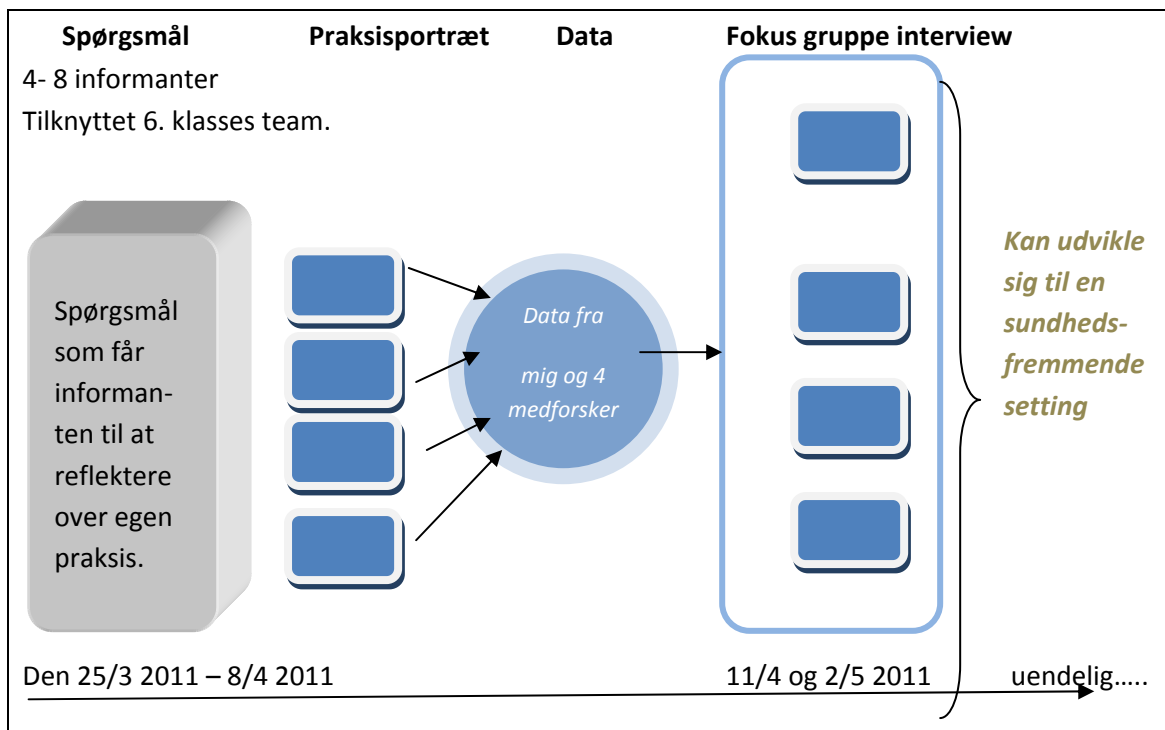 Spørgsmål Praksisportræt Data Fokus gruppe interview
4- 8 informanter
Tilknyttet 6. klasses team.
Spørgsmål
som får
informan-
ten til at
reflektere
over egen
praksis.
Data fra
mig og 4
medforsker
Kan udvikle
sig til en
sundheds-
fremmende
setting
Den 25/3 2011 – 8/4 2011 11/4 og 2/5 2011 uendelig…..